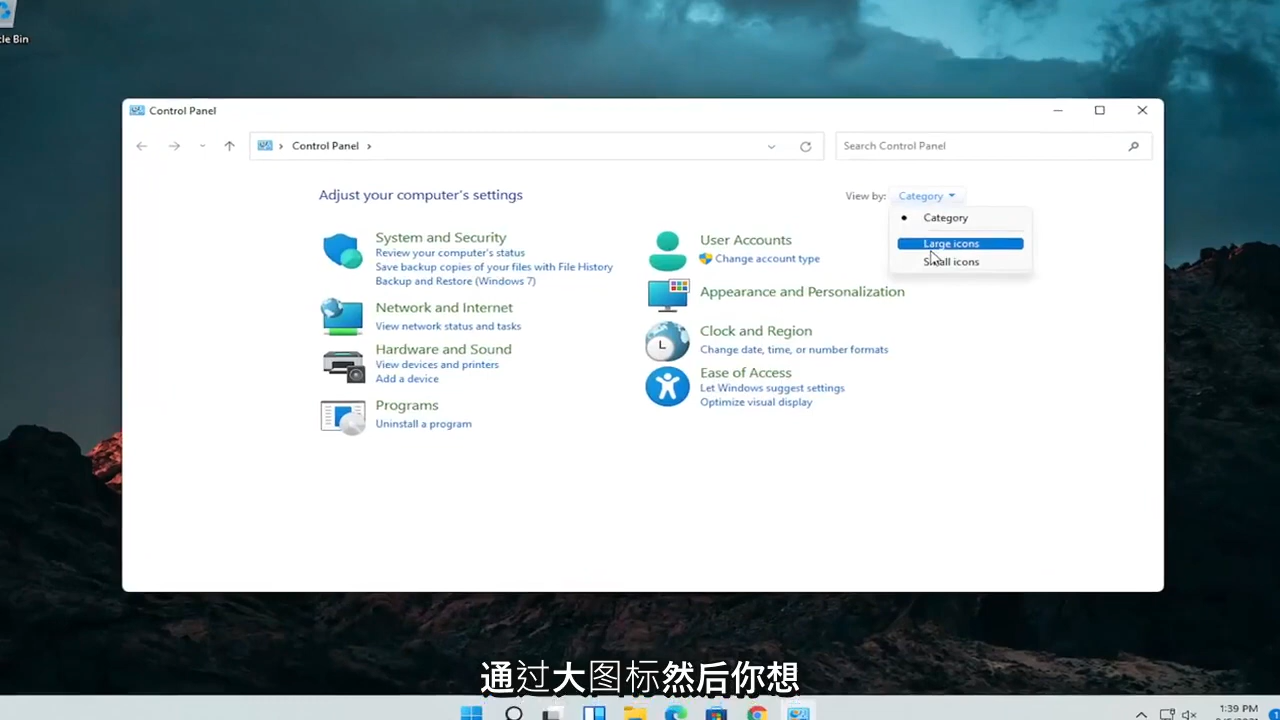 cle Bin
Control Panel
Control Panel
Search Control Panel
Adjust your computer's settings
View by: Category
Category
Large icons
Small icons
System and Security
Review your computer's status
Save backup copies of your files with File History
Backup and Restore (Windows 7)
Network and Internet
View network status and tasks
Hardware and Sound
View devices and printers
Add a device
Programs
Uninstall a program
User Accounts
Change account type
Appearance and Personalization
Clock and Region
Change date, time, or number formats
Ease of Access
Let Windows suggest settings
Optimize visual display
通过大图标然后你想
1:39 PM